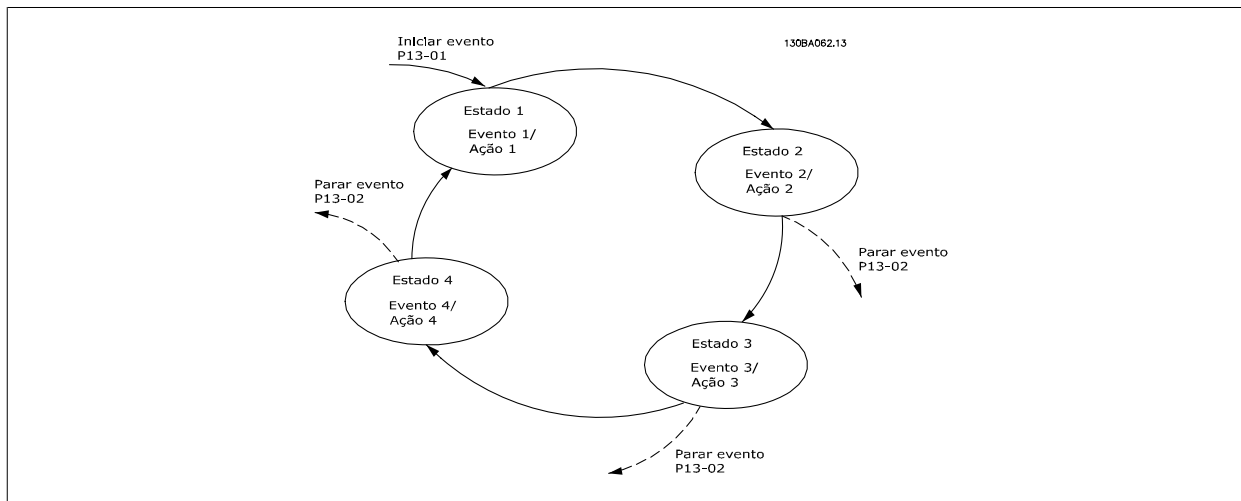 Iniciar evento
P13-01
130BA062.13
Estado 1
Evento 1/
Ação 1
Estado 2
Evento 2/
Ação 2
Parar evento
P13-02
Parar evento
P13-02
Estado 4
Evento 4/
Ação 4
Estado 3
Evento 3/
Ação 3
Parar evento
P13-02